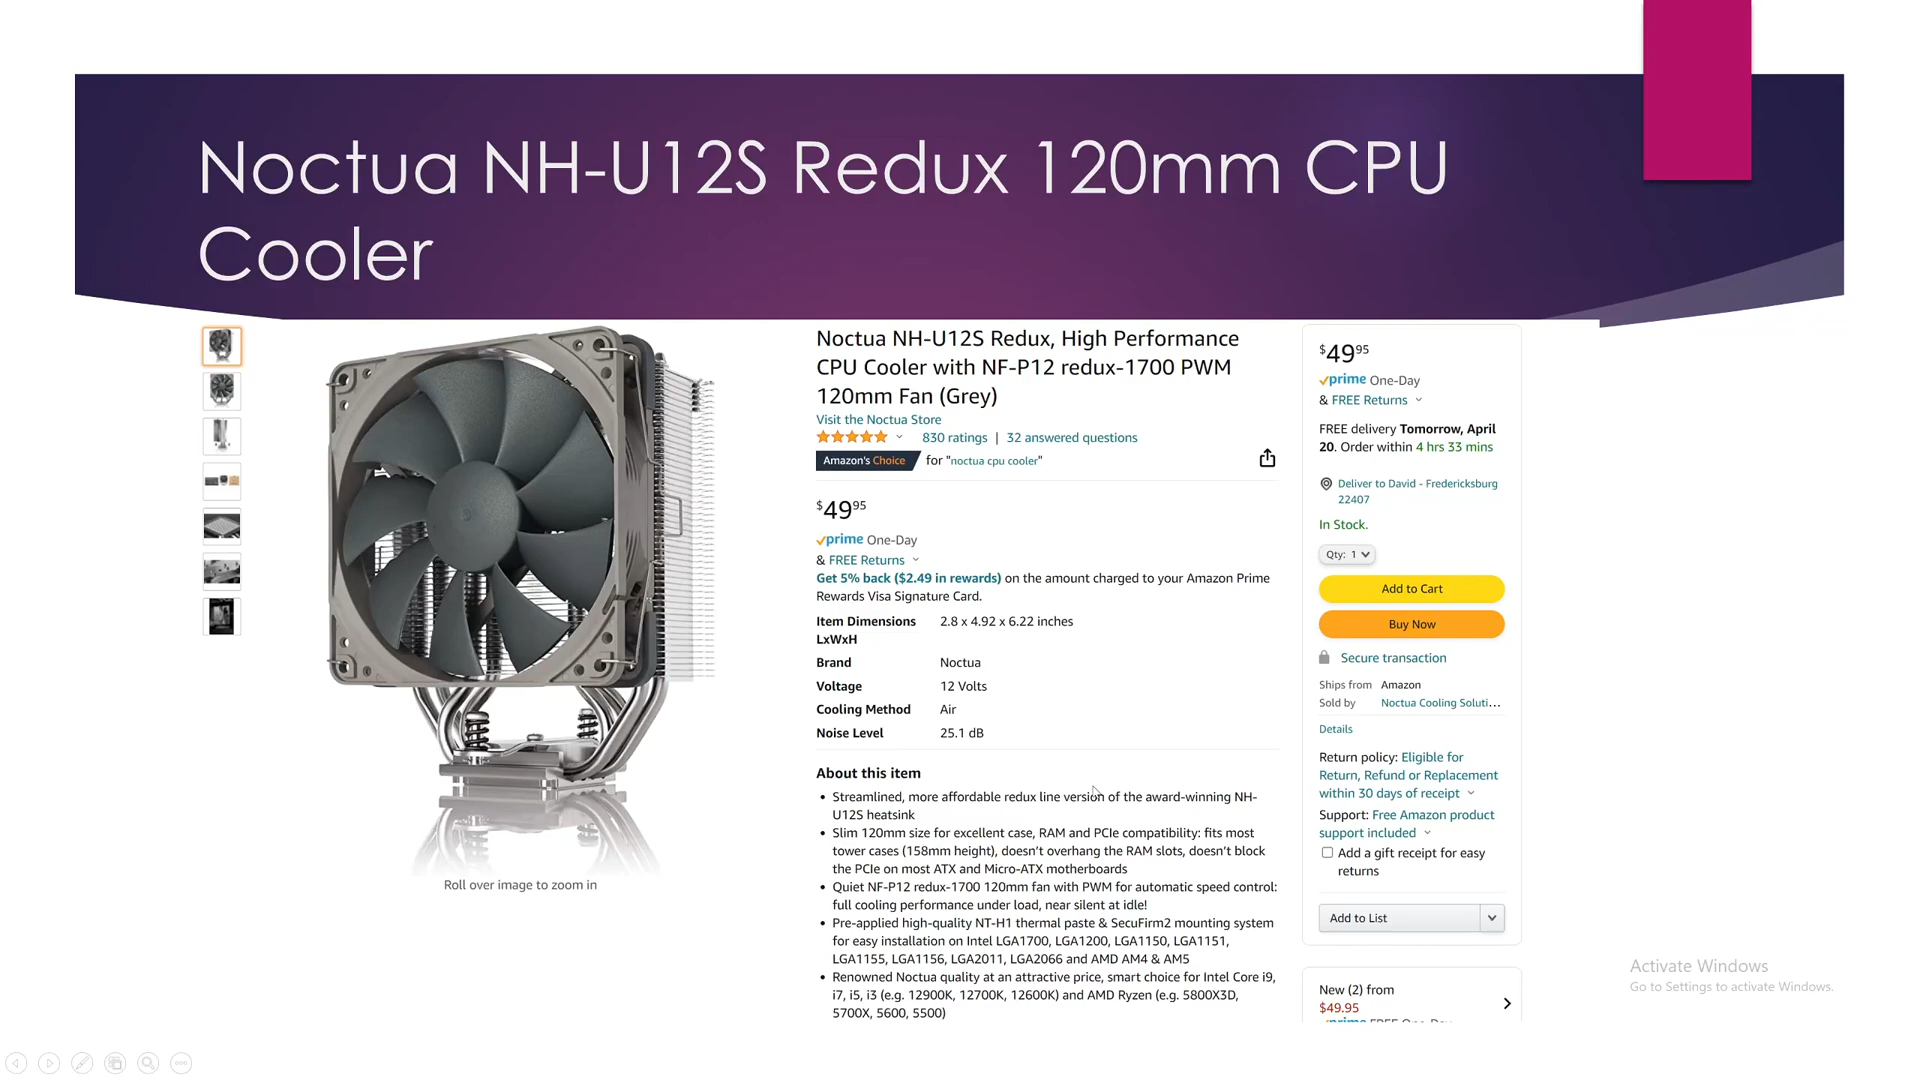 Noctua NH-U12S Redux 120mm CPU
Cooler
Roll over image to zoom in
Noctua NH-U12S Redux, High Performance
CPU Cooler with NF-P12 redux-1700 PWM
120mm Fan (Grey)
Visit the Noctua Store
830 ratings | 32 answered questions
Amazon's Choice for "noctua cpu cooler"
$49.95
prime One-Day
& FREE Returns
Get 5% back ($2.49 in rewards) on the amount charged to your Amazon Prime
Rewards Visa Signature Card.
Item Dimensions 2.8 x 4.92 x 6.22 inches
LxWxH
Brand Noctua
Voltage 12 Volts
Cooling Method Air
Noise Level 25.1 dB
About this item
• Streamlined, more affordable redux line version of the award-winning NH-
U12S heatsink
• Slim 120mm size for excellent case, RAM and PCIe compatibility: fits most
tower cases (158mm height), doesn't overhang the RAM slots, doesn't block
the PCIe on most ATX and Micro-ATX motherboards
• Quiet NF-P12 redux-1700 120mm fan with PWM for automatic speed control:
full cooling performance under load, near silent at idle!
• Pre-applied high-quality NT-H1 thermal paste & SecuFirm2 mounting system
for easy installation on Intel LGA1700, LGA1200, LGA1150, LGA1151,
LGA1155, LGA1156, LGA2011, LGA2066 and AMD AM4 & AM5
• Renowned Noctua quality at an attractive price, smart choice for Intel Core i9,
i7, i5, i3 (e.g. 12900K, 12700K, 12600K) and AMD Ryzen (e.g. 5800X3D,
5700X, 5600, 5500)
$49.95
prime One-Day
& FREE Returns
FREE delivery Tomorrow, April
20. Order within 4 hrs 33 mins
Deliver to David - Fredericksburg
22407
In Stock.
Qty: 1
Add to Cart
Buy Now
Secure transaction
Ships from Amazon
Sold by Noctua Cooling Soluti...
Details
Return policy: Eligible for
Return, Refund or Replacement
within 30 days of receipt
Support: Free Amazon product
support included
Add a gift receipt for easy
returns
Add to List
New (2) from
$49.95
prime FREE One-Day
Activate Windows
Go to Settings to activate Windows.